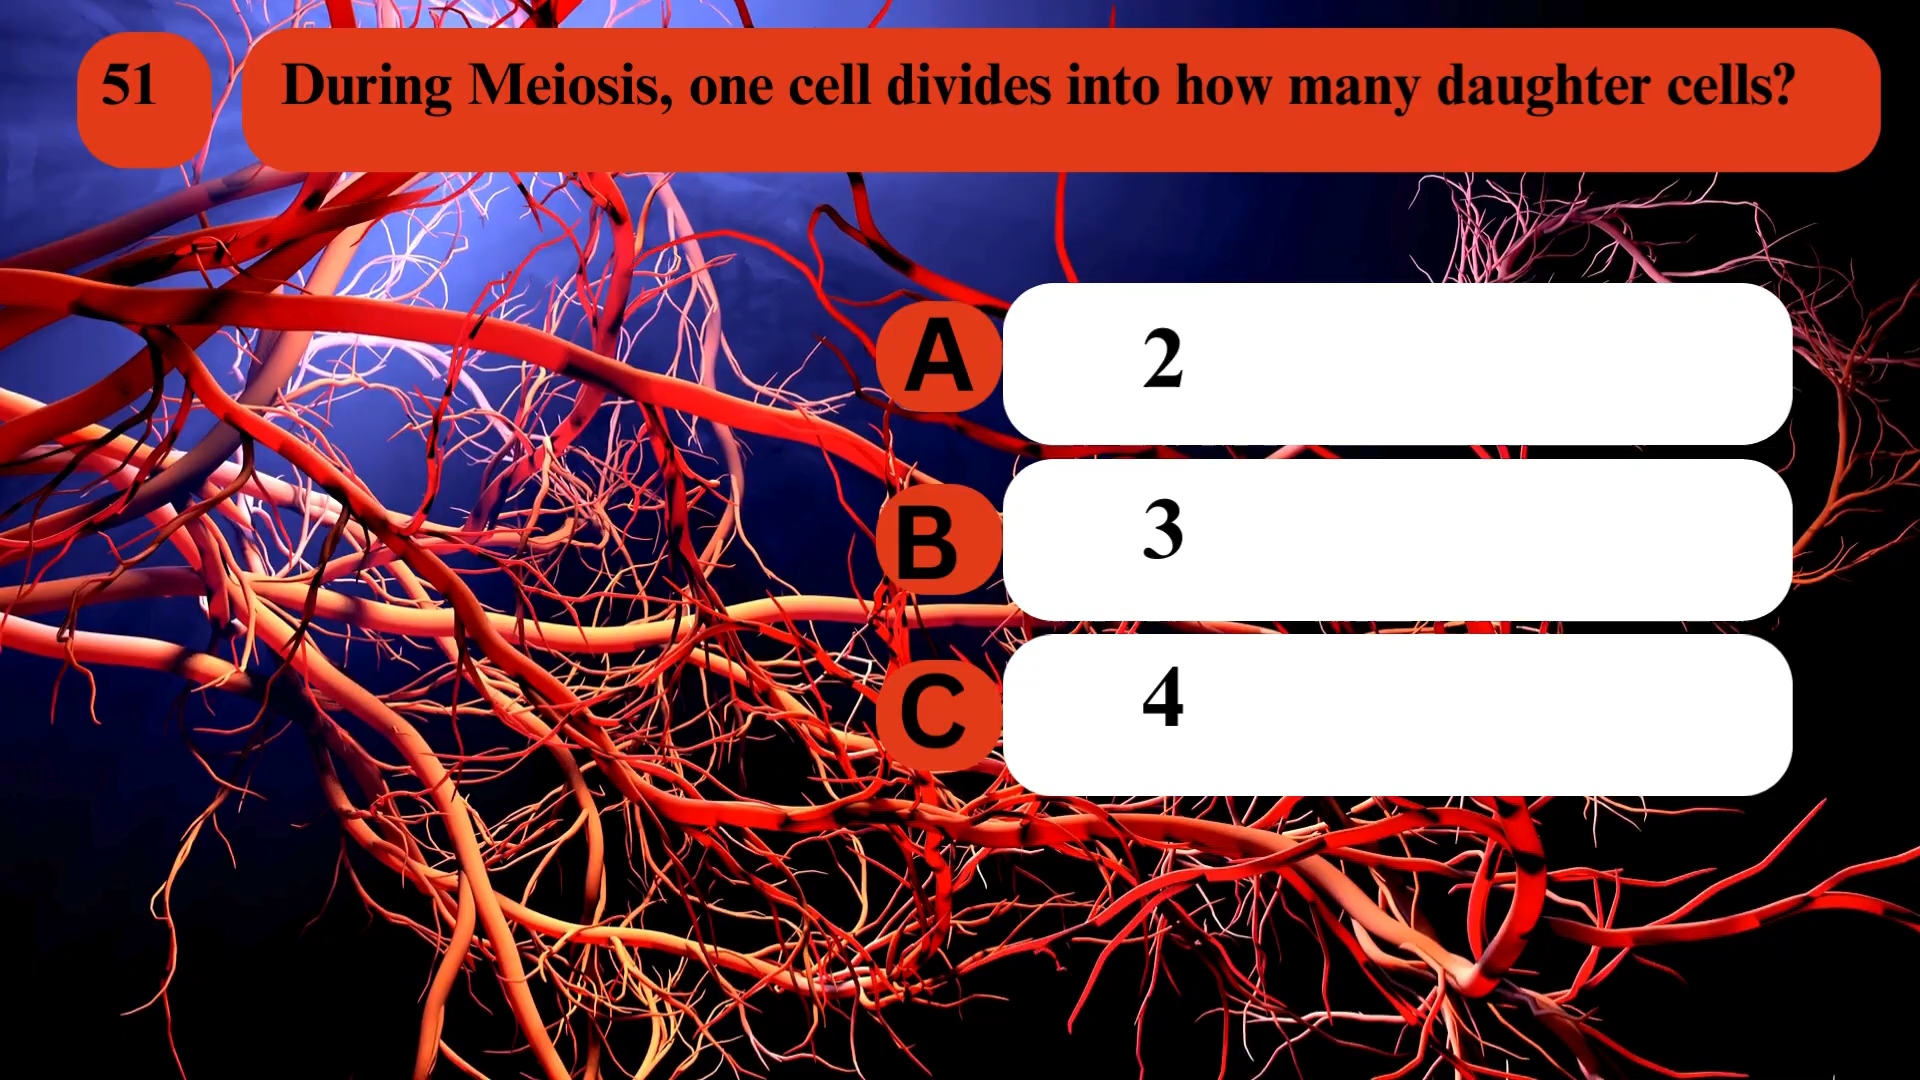 51
During Meiosis, one cell divides into how many daughter cells?
A 2
B 3
C 4